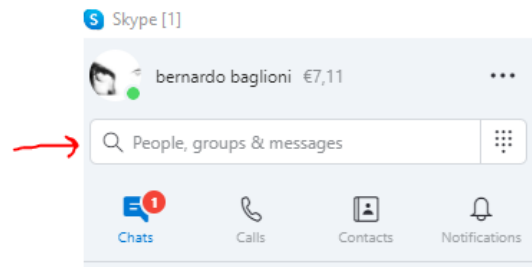 Skype [1]
bernardo baglioni €7,11
People, groups & messages
1
Chats Calls Contacts Notifications